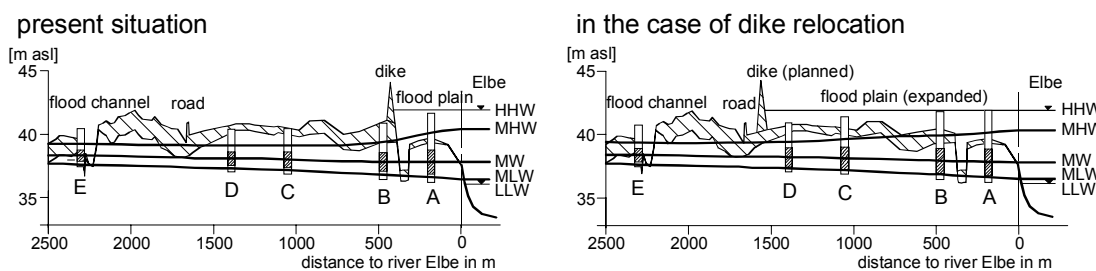 present situation
[m asl]
45
40
35
dike
Elbe
flood channel
road
flood plain
HHW
MHW
MW
MLW
LLW
E
D
C
B
A
2500
2000
1500
1000
500
0
distance to river Elbe in m
in the case of dike relocation
[m asl]
45
40
35
dike (planned)
Elbe
flood channel
road
flood plain (expanded)
HHW
MHW
MW
MLW
LLW
E
D
C
B
A
2500
2000
1500
1000
500
0
distance to river Elbe in m